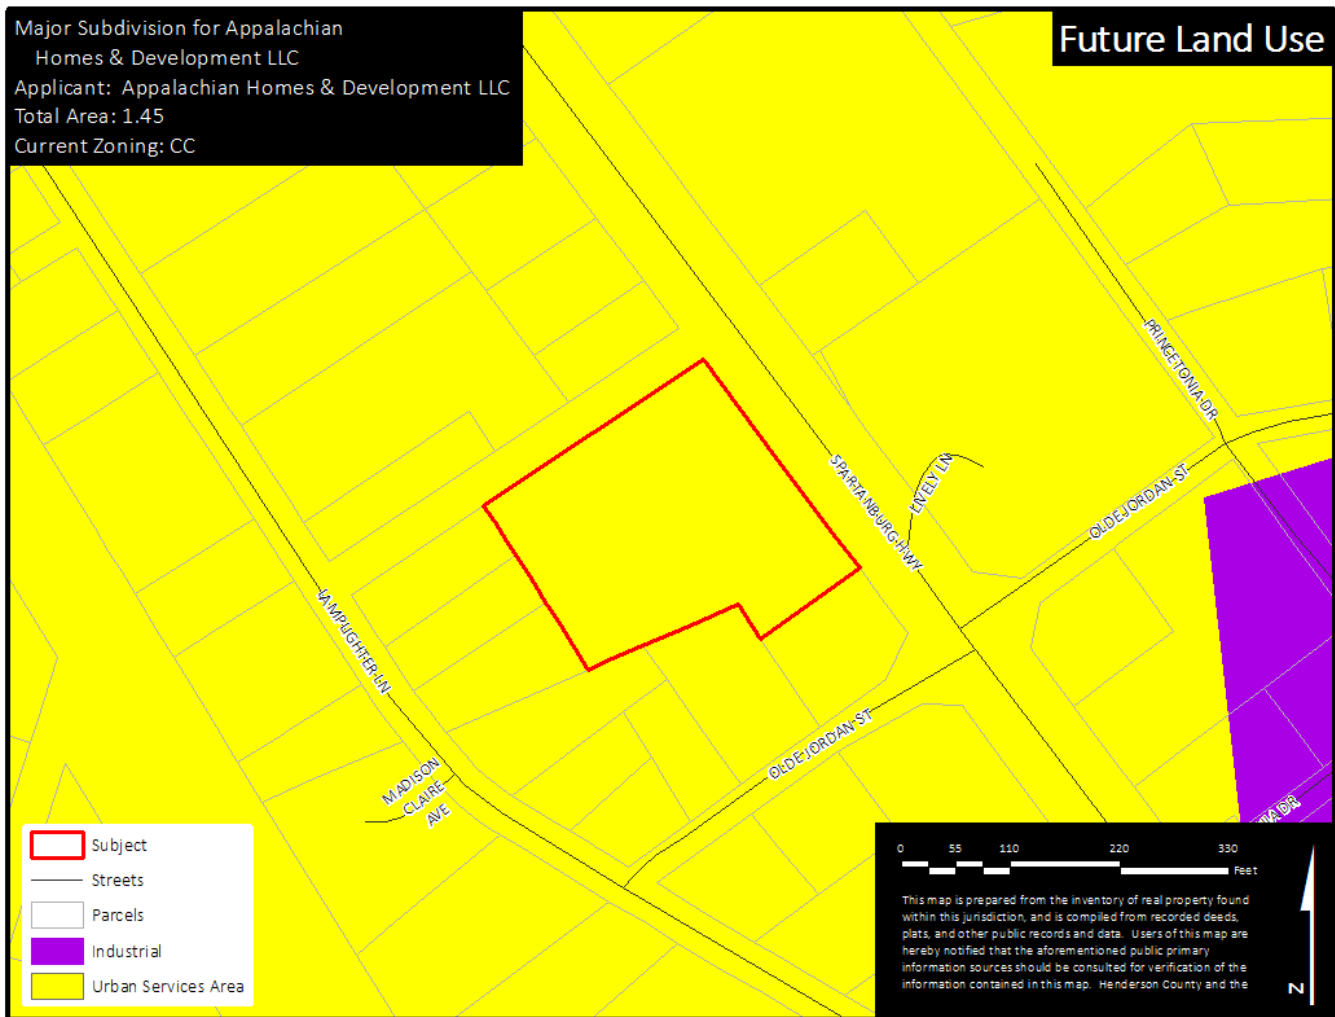 Major Subdivision for Appalachian
Homes & Development LLC
Applicant: Appalachian Homes & Development LLC
Total Area: 1.45
Current Zoning: CC
Future Land Use
PRINCETONIA DR
SPARTANBURG HWY
LIVELY LN
OLDE JORDAN ST
LAMPLIGHTER LN
OLDE JORDAN ST
MADISON
CLAIRE
AVE
DR
Subject
Streets
Parcels
Industrial
Urban Services Area
0 55 110 220 330
Feet
This map is prepared from the inventory of real property found
within this jurisdiction, and is compiled from recorded deeds,
plats, and other public records and data. Users of this map are
hereby notified that the aforementioned public primary
information sources should be consulted for verification of the
information contained in this map. Henderson County and the
N